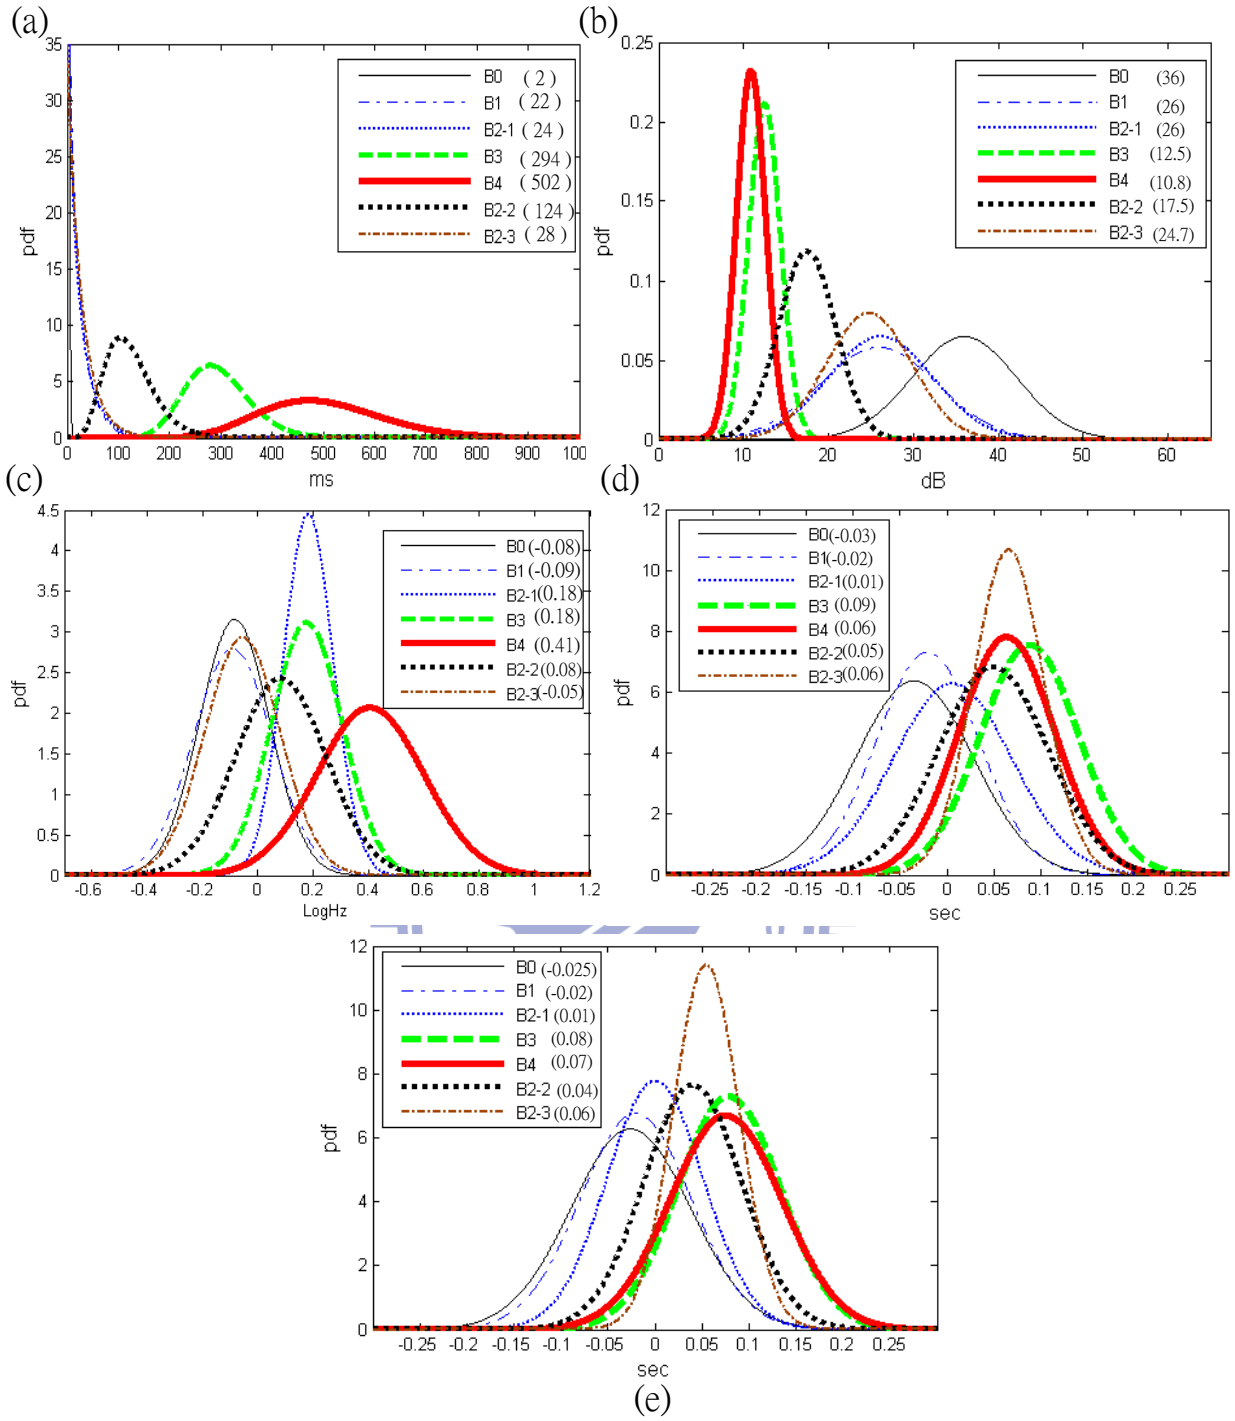 (a)
35
30
25
20
15
10
5
0
pdf
0 100 200 300 400 500 600 700 800 900 100
ms
B0 ( 2 )
B1 ( 22 )
B2-1 ( 24 )
B3 ( 294 )
B4 ( 502 )
B2-2 ( 124 )
B2-3 ( 28 )
(b)
0.25
0.2
0.15
0.1
0.05
0
pdf
0 10 20 30 40 50 60
dB
B0 (36)
B1 (26)
B2-1 (26)
B3 (12.5)
B4 (10.8)
B2-2 (17.5)
B2-3 (24.7)
(c)
4.5
4
3.5
3
2.5
2
1.5
1
0.5
0
pdf
-0.6 -0.4 -0.2 0 0.2 0.4 0.6 0.8 1 1.2
LogHz
B0 (-0.08)
B1 (-0.09)
B2-1 (0.18)
B3 (0.18)
B4 (0.41)
B2-2 (0.08)
B2-3 (-0.05)
(d)
12
10
8
6
4
2
0
pdf
-0.25 -0.2 -0.15 -0.1 -0.05 0 0.05 0.1 0.15 0.2 0.25
sec
B0 (-0.03)
B1 (-0.02)
B2-1 (0.01)
B3 (0.09)
B4 (0.06)
B2-2 (0.05)
B2-3 (0.06)
12
10
8
6
4
2
0
pdf
-0.25 -0.2 -0.15 -0.1 -0.05 0 0.05 0.1 0.15 0.2 0.25
sec
B0 (-0.025)
B1 (-0.02)
B2-1 (0.01)
B3 (0.08)
B4 (0.07)
B2-2 (0.04)
B2-3 (0.06)
(e)